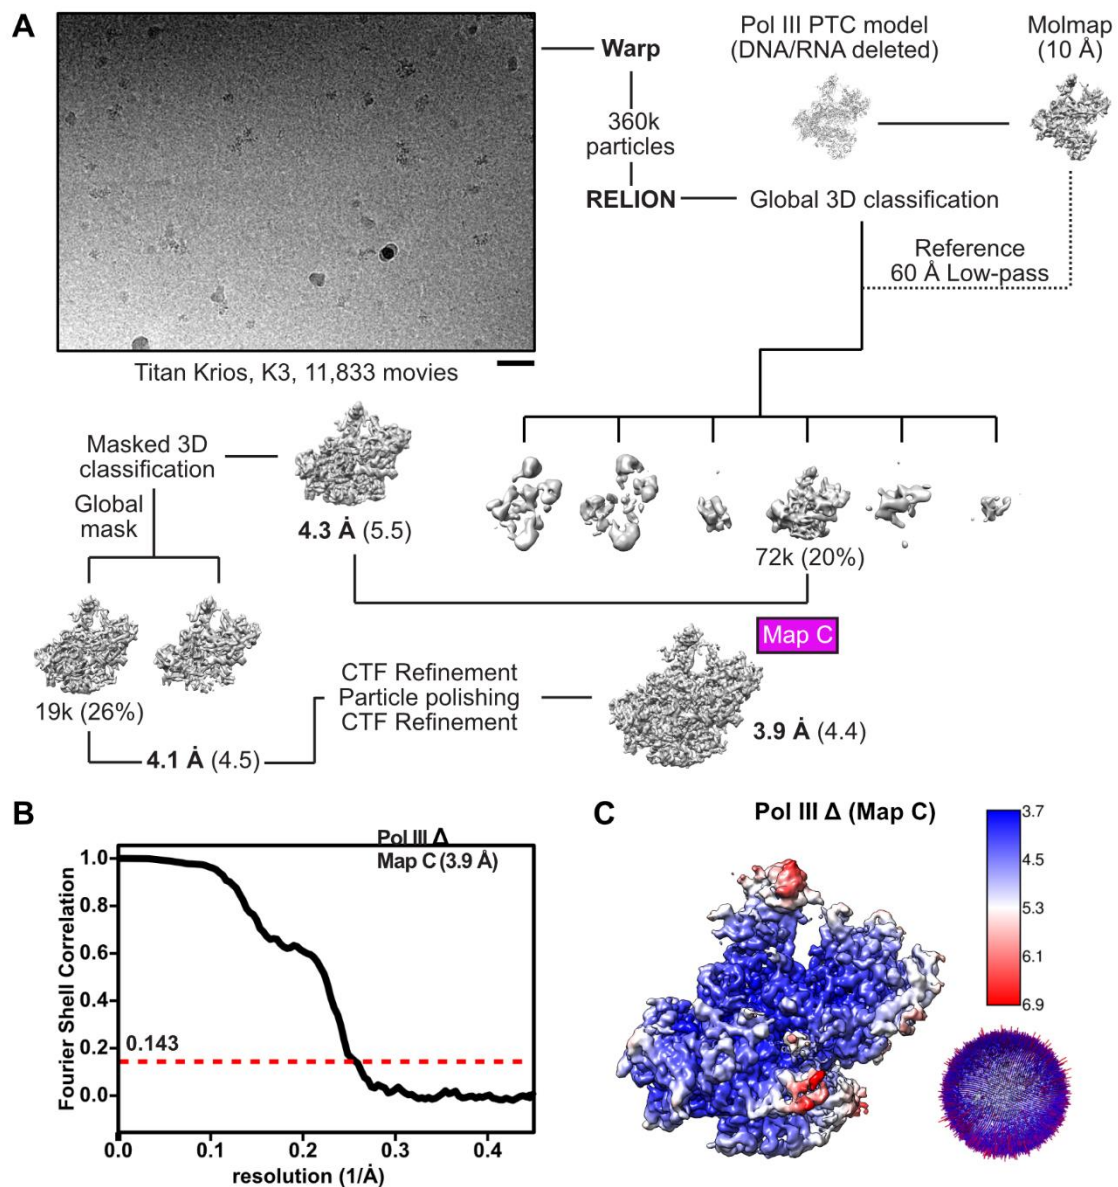 A
Warp
360k
particles
RELION
Pol III PTC model
(DNA/RNA deleted)
Molmap
(10 Å)
Global 3D classification
Reference
60 Å Low-pass
Titan Krios, K3, 11,833 movies
Masked 3D
classification
Global
mask
4.3 Å (5.5)
72k (20%)
19k (26%)
4.1 Å (4.5)
CTF Refinement
Particle polishing
CTF Refinement
Map C
3.9 Å (4.4)
B
Pol III Δ
Map C (3.9 Å)
Fourier Shell Correlation
1.0
0.8
0.6
0.4
0.2
0.0
0.143
0.0
0.1
0.2
0.3
0.4
resolution (1/Å)
C
Pol III Δ (Map C)
3.7
4.5
5.3
6.1
6.9